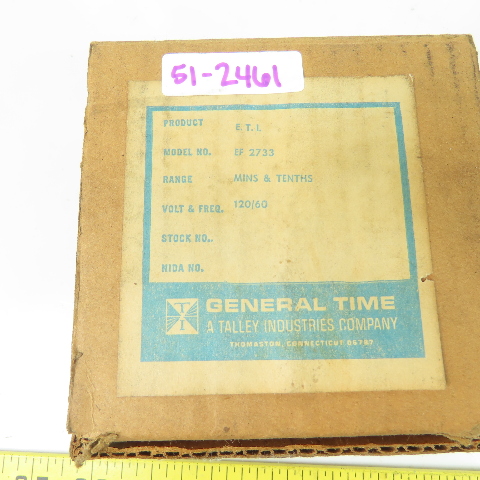 51-2461
PRODUCT E. T. I.
MODEL NO. EF 2733
RANGE MINS & TENTHS
VOLT & FREQ. 120/60
STOCK NO..
NIDA NO.
GENERAL TIME
A TALLEY INDUSTRIES COMPANY
THOMASTON, CONNECTICUT 06787